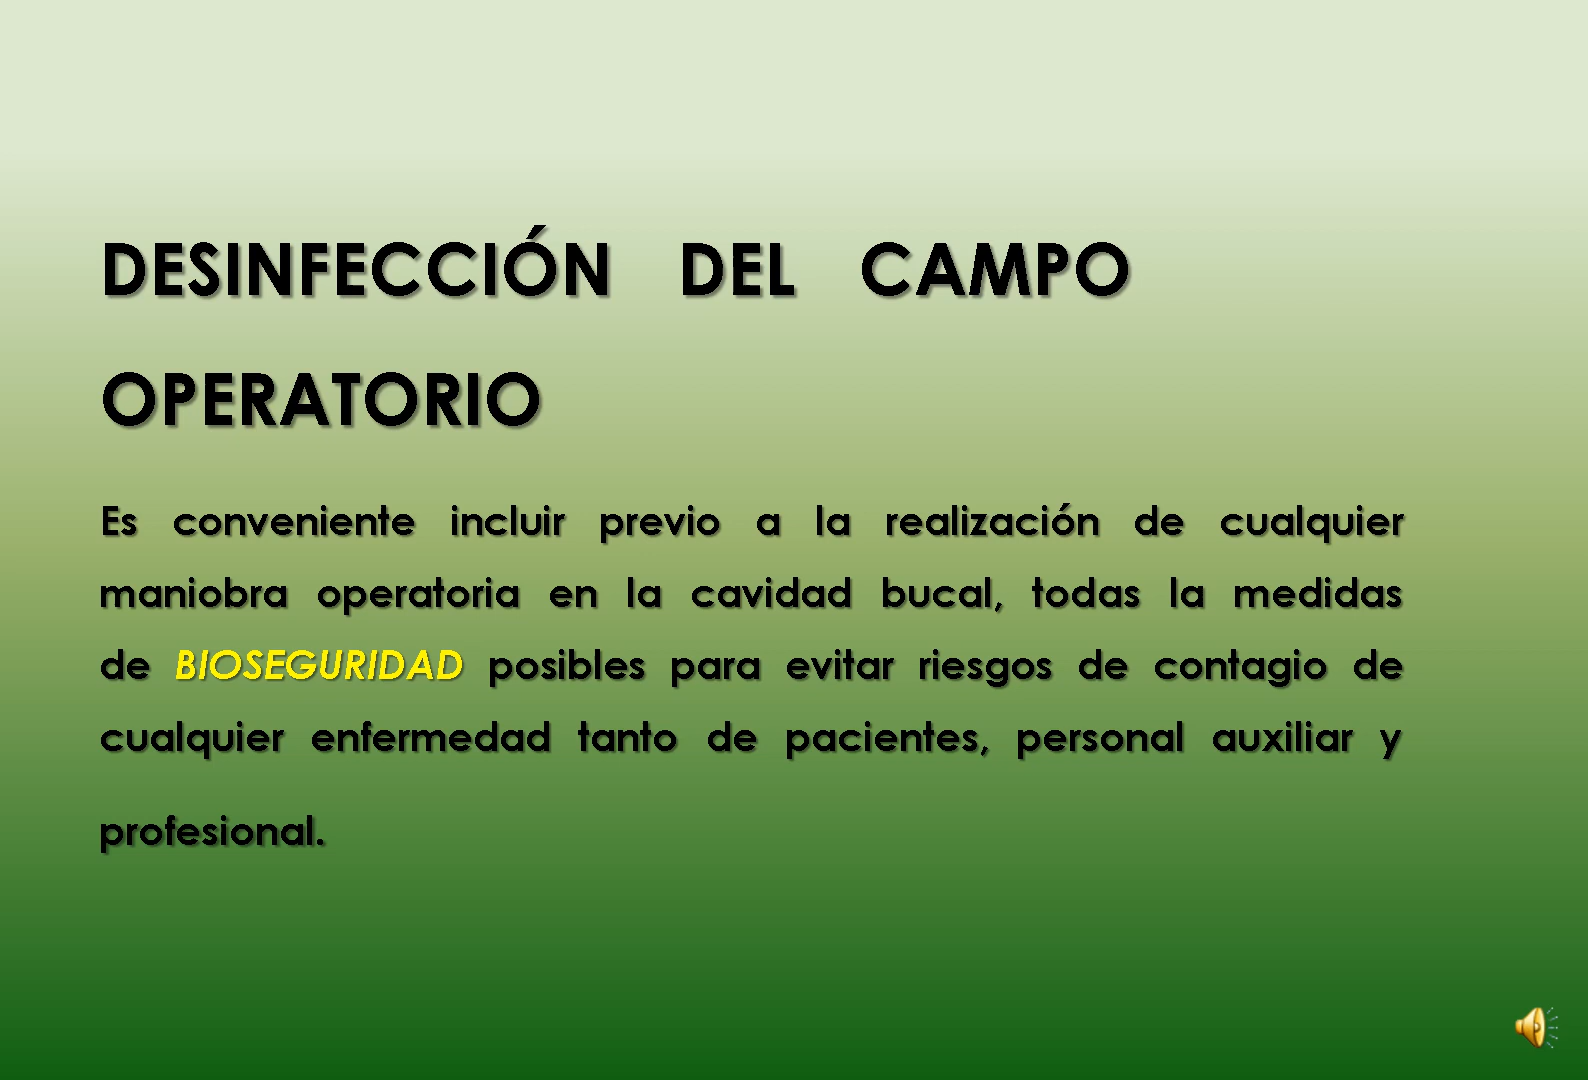 DESINFECCIÓN DEL CAMPO
OPERATORIO
Es conveniente incluir previo a la realización de cualquier
maniobra operatoria en la cavidad bucal, todas la medidas
de BIOSEGURIDAD posibles para evitar riesgos de contagio de
cualquier enfermedad tanto de pacientes, personal auxiliar y
profesional.